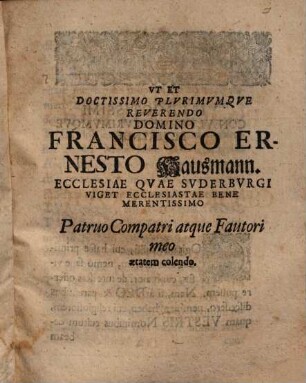 VT ET
DOCTISSIMO PLVRIMVMQVE
REVERENDO
DOMINO
FRANCISCO ER-
NESTO Hausmann.
ECCLESIAE QVAE SVDERBVRGI
VIGET ECCLESIASTAE BENE
MERENTISSIMO
Patruo Compatri atque Fautori
meo
ætatem colendo.